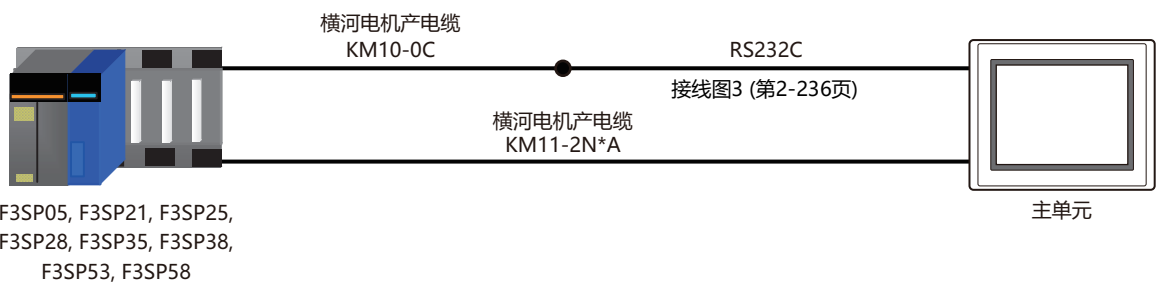 横河电机产电缆
KM10-0C
RS232C
接线图3 (第2-236页)
横河电机产电缆
KM11-2N*A
F3SP05, F3SP21, F3SP25,
F3SP28, F3SP35, F3SP38,
F3SP53, F3SP58
主单元